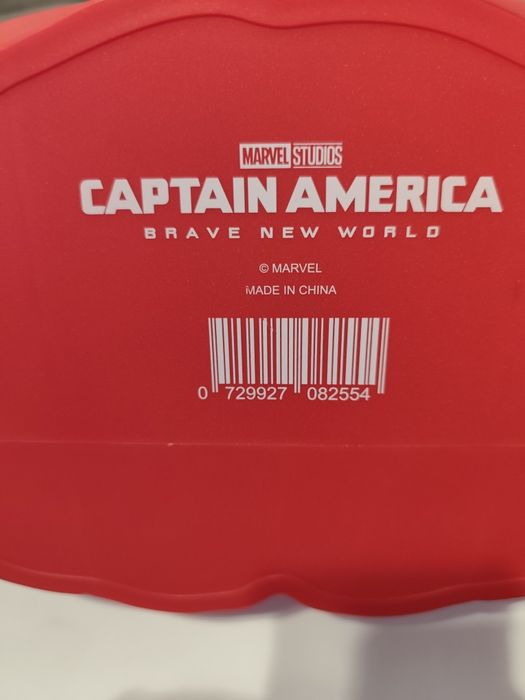 MARVEL STUDIOS
CAPTAIN AMERICA
BRAVE NEW WORLD
© MARVEL
MADE IN CHINA
0 729927 082554